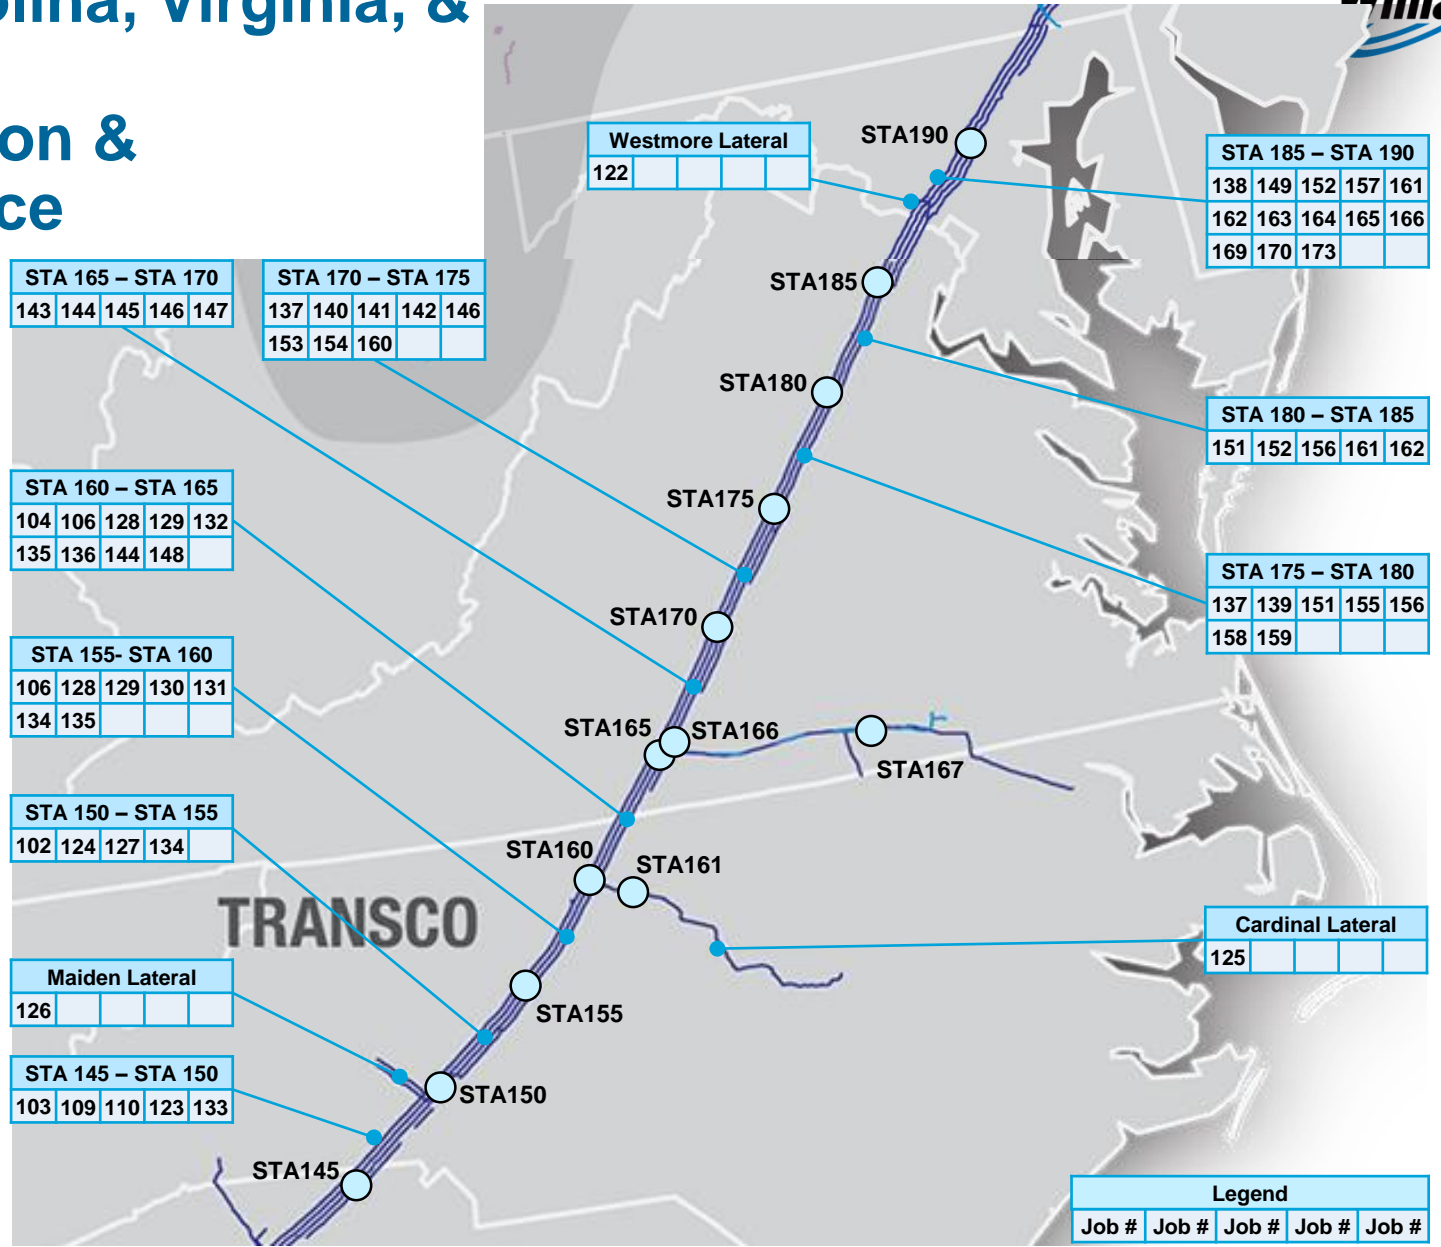 Virginia, &
on &
ce
Westmore Lateral
122
STA190
STA 185 – STA 190
138 149 152 157 161
162 163 164 165 166
169 170 173
STA 165 – STA 170
143 144 145 146 147
STA 170 – STA 175
137 140 141 142 146
153 154 160
STA185
STA180
STA 180 – STA 185
151 152 156 161 162
STA 160 – STA 165
104 106 128 129 132
135 136 144 148
STA175
STA 175 – STA 180
137 139 151 155 156
158 159
STA170
STA 155- STA 160
106 128 129 130 131
134 135
STA165
STA166
STA167
STA 150 – STA 155
102 124 127 134
STA160
STA161
TRANSCO
Cardinal Lateral
125
Maiden Lateral
126
STA155
STA 145 – STA 150
103 109 110 123 133
STA150
STA145
Legend
Job # Job # Job # Job # Job #